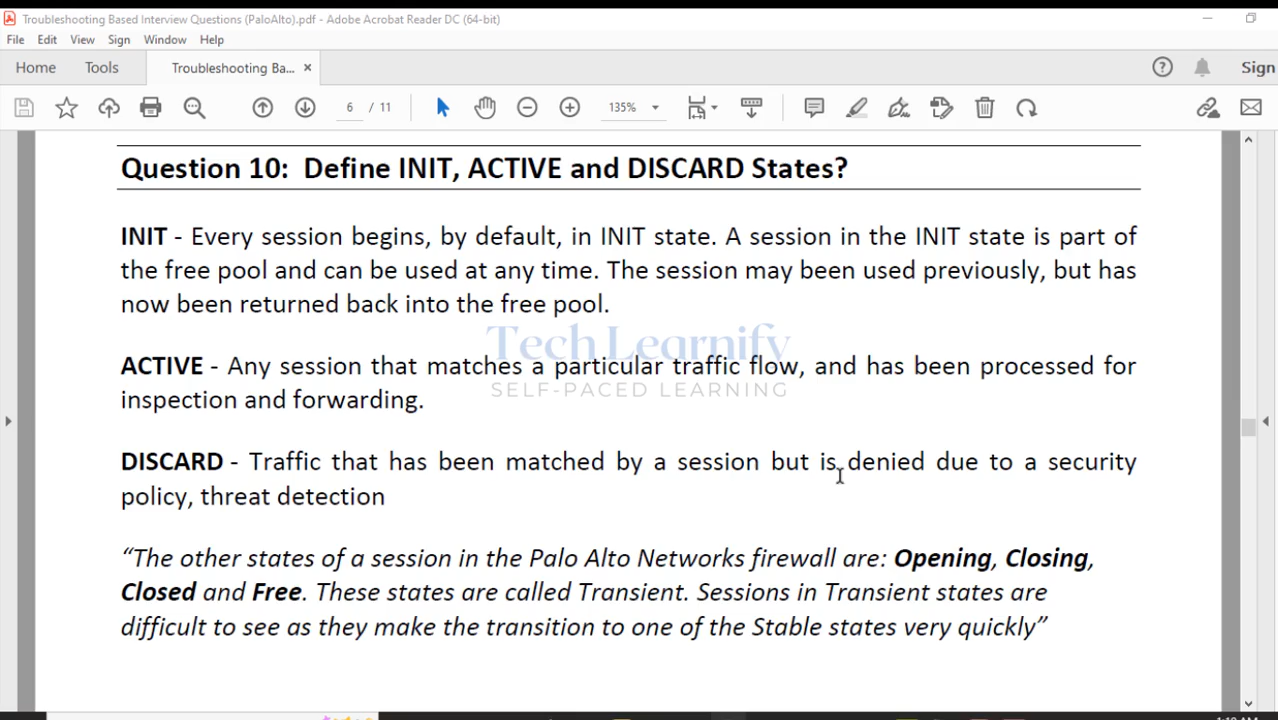 Troubleshooting Based Interview Questions (PaloAlto).pdf - Adobe Acrobat Reader DC (64-bit)
File Edit View Sign Window Help
Home Tools Troubleshooting Ba... × Sign
6 / 11 135%
Question 10: Define INIT, ACTIVE and DISCARD States?
INIT - Every session begins, by default, in INIT state. A session in the INIT state is part of
the free pool and can be used at any time. The session may been used previously, but has
now been returned back into the free pool.
Tech Learnify
ACTIVE - Any session that matches a particular traffic flow, and has been processed for
SELF-PACED LEARNING
inspection and forwarding.
DISCARD - Traffic that has been matched by a session but is denied due to a security
policy, threat detection
“The other states of a session in the Palo Alto Networks firewall are: Opening, Closing,
Closed and Free. These states are called Transient. Sessions in Transient states are
difficult to see as they make the transition to one of the Stable states very quickly”